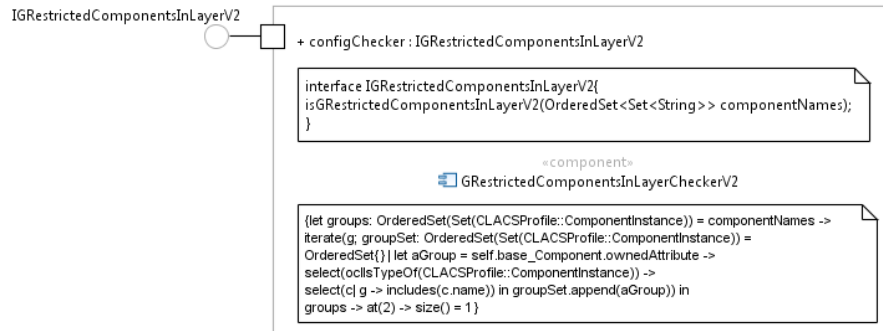 IGRestrictedComponentsInLayerV2
+ configChecker : IGRestrictedComponentsInLayerV2
interface IGRestrictedComponentsInLayerV2{
isGRestrictedComponentsInLayerV2(OrderedSet<Set<String>> componentNames);
}
«component»
GRestrictedComponentsInLayerCheckerV2
{let groups: OrderedSet(Set(CLACSProfile::ComponentInstance)) = componentNames ->
iterate(g; groupSet: OrderedSet(Set(CLACSProfile::ComponentInstance)) =
OrderedSet{} | let aGroup = self.base_Component.ownedAttribute ->
select(oclIsTypeOf(CLACSProfile::ComponentInstance)) ->
select(c| g -> includes(c.name)) in groupSet.append(aGroup)) in
groups -> at(2) -> size() = 1 }